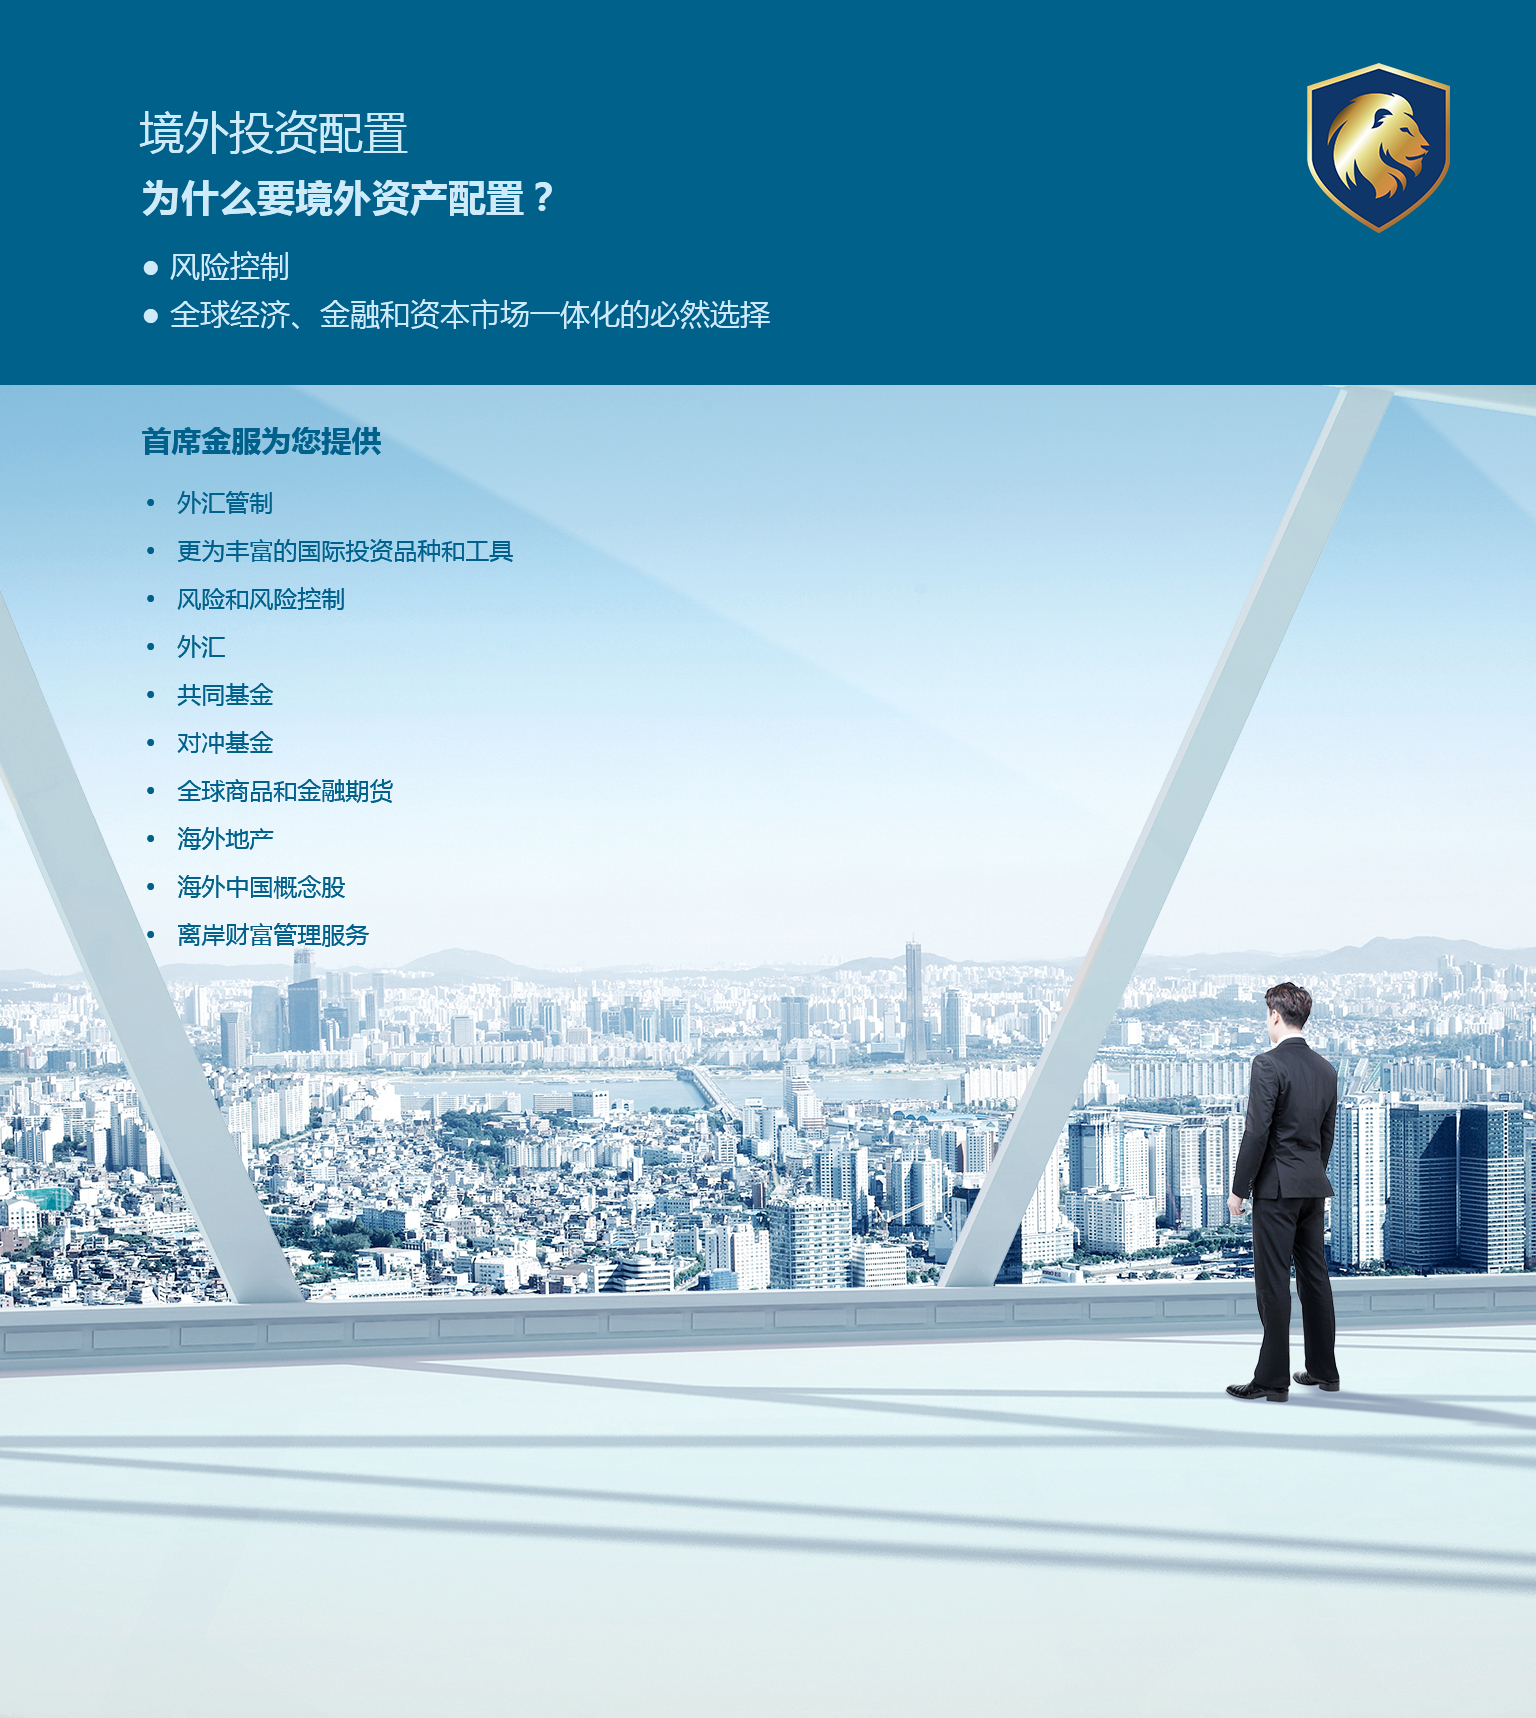 境外投资配置
为什么要境外资产配置？
● 风险控制
● 全球经济、金融和资本市场一体化的必然选择
首席金服为您提供
• 外汇管制
• 更为丰富的国际投资品种和工具
• 风险和风险控制
• 外汇
• 共同基金
• 对冲基金
• 全球商品和金融期货
• 海外地产
• 海外中国概念股
• 离岸财富管理服务